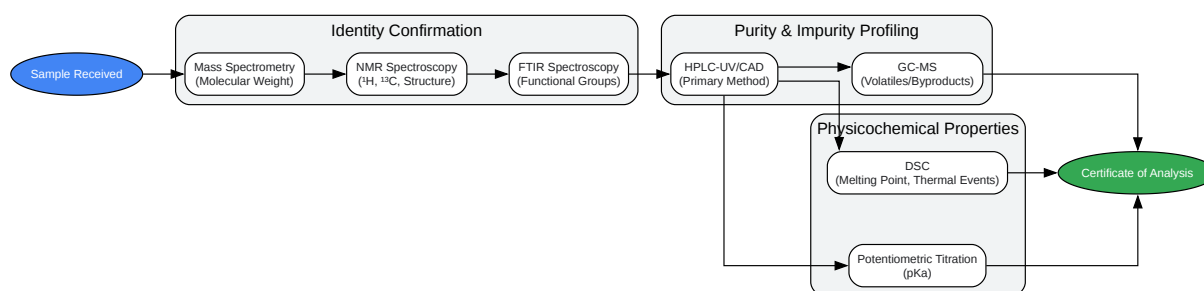 Identity Confirmation
Purity & Impurity Profiling
Sample Received
Mass Spectrometry
(Molecular Weight)
NMR Spectroscopy
(¹H, ¹³C, Structure)
FTIR Spectroscopy
(Functional Groups)
HPLC-UV/CAD
(Primary Method)
GC-MS
(Volatiles/Byproducts)
Physicochemical Properties
DSC
(Melting Point, Thermal Events)
Certificate of Analysis
Potentiometric Titration
(pKa)